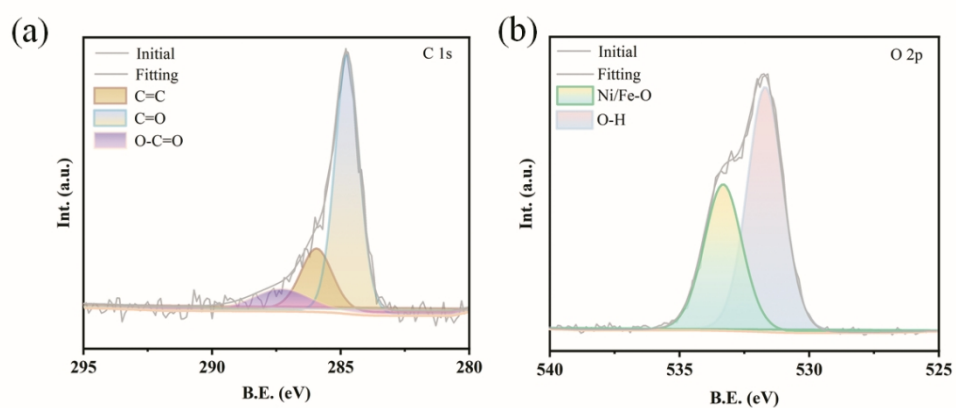 (a)
C 1s
Initial
Fitting
C=C
C=O
O-C=O
Int. (a.u.)
295
290
285
280
B.E. (eV)
(b)
O 2p
Initial
Fitting
Ni/Fe-O
O-H
Int. (a.u.)
540
535
530
525
B.E. (eV)